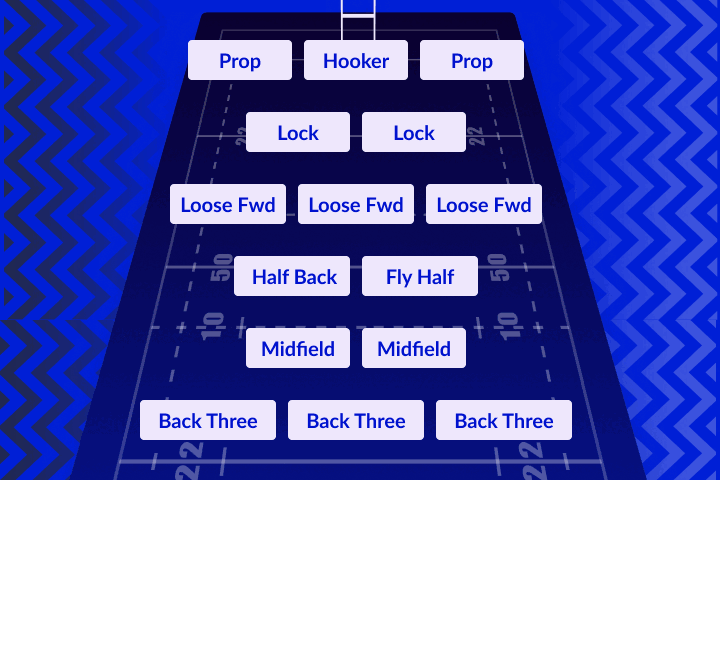 Prop Hooker Prop
22 Lock Lock 22
Loose Fwd Loose Fwd Loose Fwd
50 Half Back Fly Half 50
10 10
Midfield Midfield
Back Three Back Three Back Three
22 22